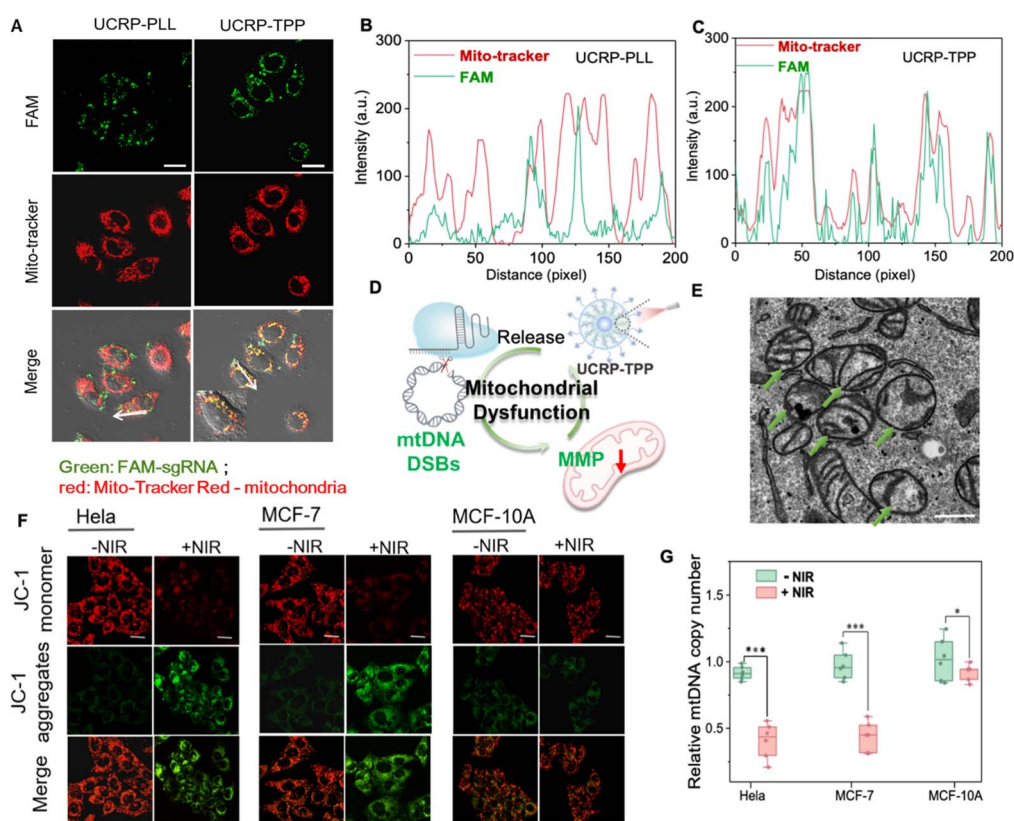 A
UCRP-PLL UCRP-TPP
FAM
Mito-tracker
Merge
Green: FAM-sgRNA ;
red: Mito-Tracker Red - mitochondria
B
300
200
100
0
Intensity (a.u.)
Mito-tracker
FAM
UCRP-PLL
0 50 100 150 200
Distance (pixel)
C
300
200
100
0
Intensity (a.u.)
Mito-tracker
FAM
UCRP-TPP
0 50 100 150 200
Distance (pixel)
D
Release
UCRP-TPP
Mitochondrial
Dysfunction
mtDNA
DSBs
MMP
E
F
Hela MCF-7 MCF-10A
-NIR +NIR -NIR +NIR -NIR +NIR
JC-1
monomer
JC-1
aggregates
Merge
G
Relative mtDNA copy number
1.5
1.0
0.5
- NIR
+ NIR
***
***
*
Hela MCF-7 MCF-10A